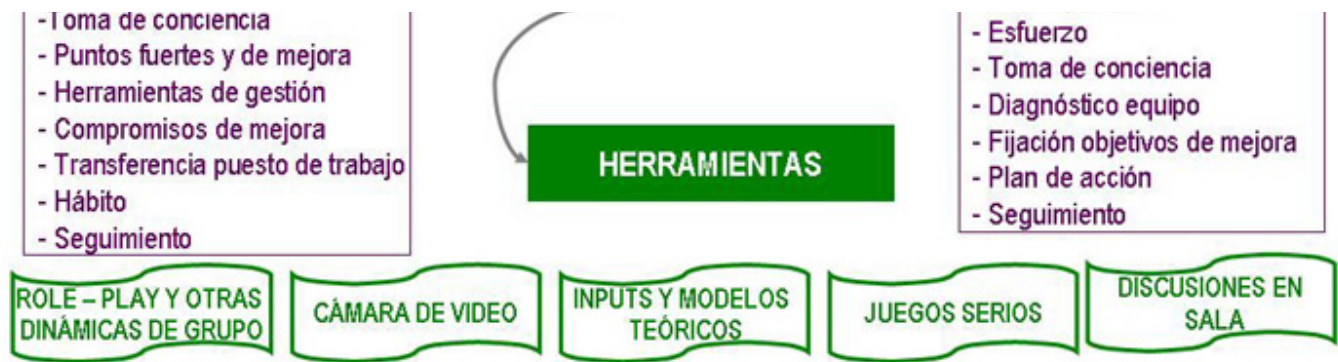 -Toma de conciencia
- Puntos fuertes y de mejora
- Herramientas de gestión
- Compromisos de mejora
- Transferencia puesto de trabajo
- Hábito
- Seguimiento
HERRAMIENTAS
- Esfuerzo
- Toma de conciencia
- Diagnóstico equipo
- Fijación objetivos de mejora
- Plan de acción
- Seguimiento
ROLE – PLAY Y OTRAS
DINÁMICAS DE GRUPO
CÁMARA DE VIDEO
INPUTS Y MODELOS
TEÓRICOS
JUEGOS SERIOS
DISCUSIONES EN
SALA